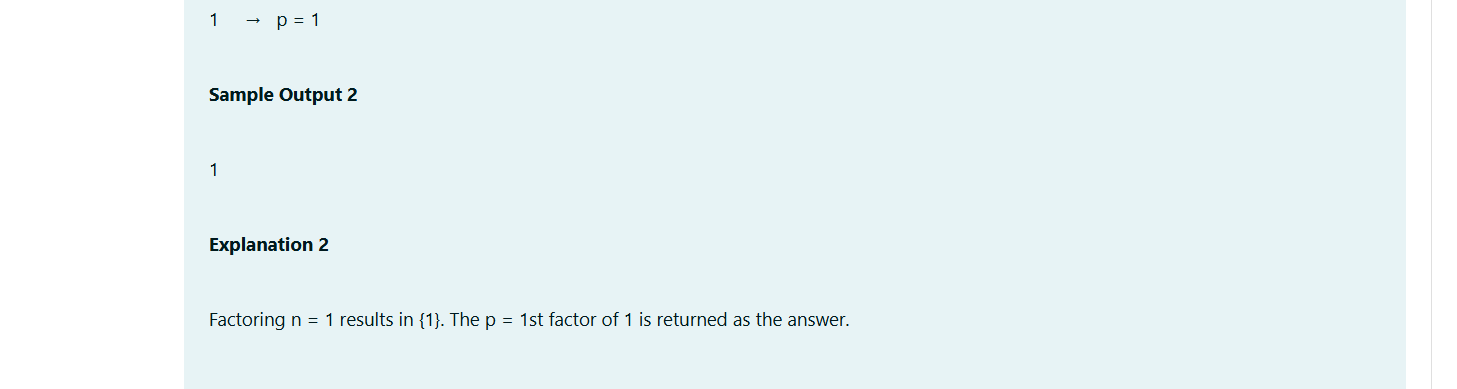 1 → p = 1
Sample Output 2
1
Explanation 2
Factoring n = 1 results in {1}. The p = 1st factor of 1 is returned as the answer.